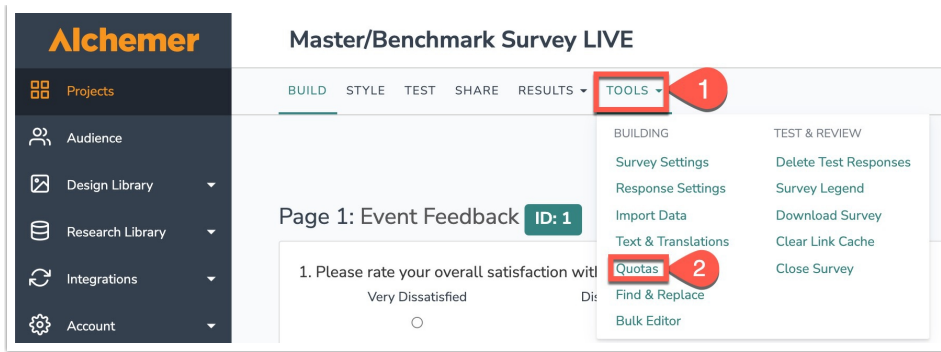 Alchemer
Master/Benchmark Survey LIVE
Projects
Audience
Design Library
Research Library
Integrations
Account
BUILD STYLE TEST SHARE RESULTS TOOLS 1
BUILDING
Survey Settings
Response Settings
Import Data
Text & Translations
Quotas 2
Find & Replace
Bulk Editor
TEST & REVIEW
Delete Test Responses
Survey Legend
Download Survey
Clear Link Cache
Close Survey
Page 1: Event Feedback ID: 1
1. Please rate your overall satisfaction with
Very Dissatisfied Dis